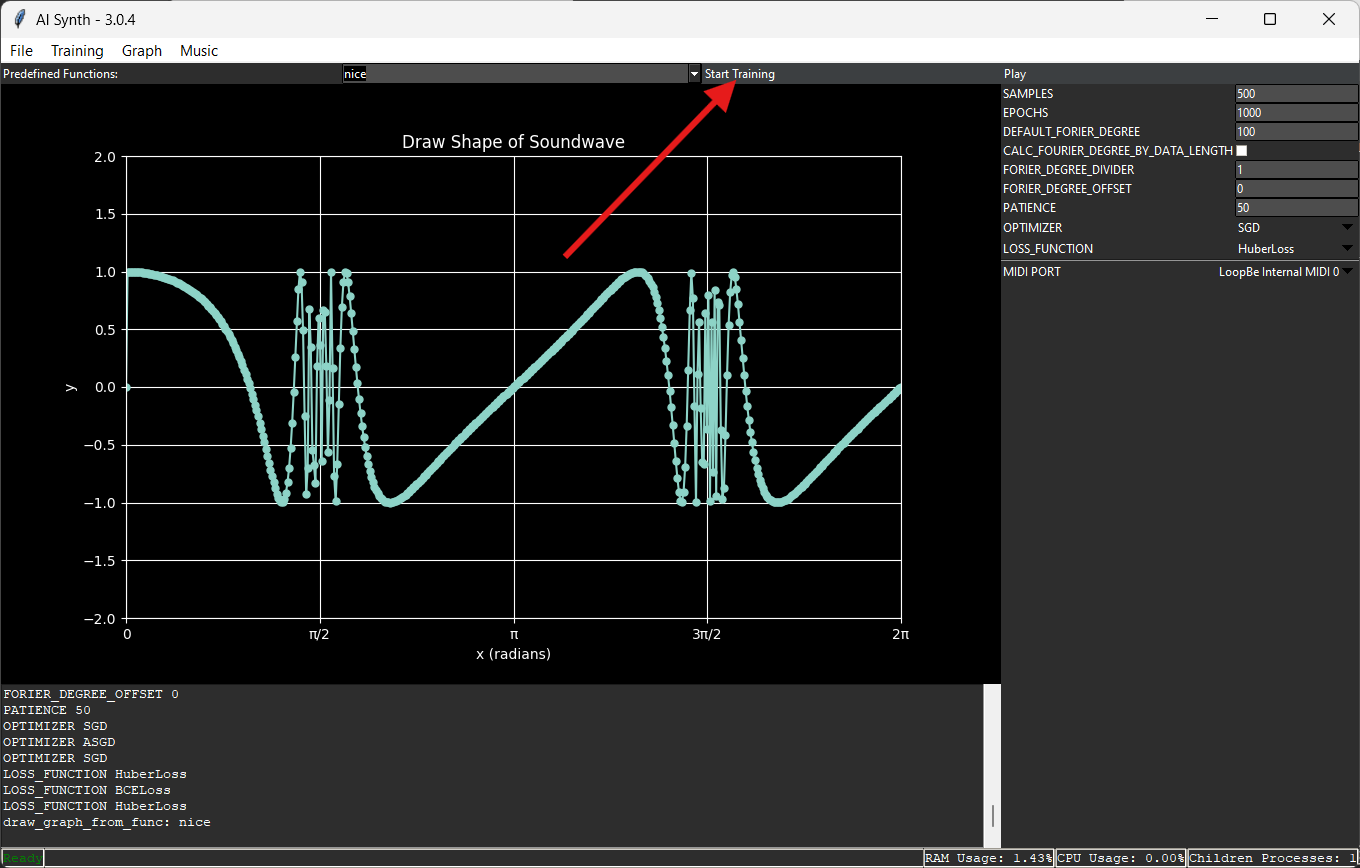 AI Synth - 3.0.4
File Training Graph Music
Predefined Functions: nice Start Training Play
SAMPLES 500
EPOCHS 1000
DEFAULT_FORIER_DEGREE 100
CALC_FOURIER_DEGREE_BY_DATA_LENGTH
FORIER_DEGREE_DIVIDER 1
FORIER_DEGREE_OFFSET 0
PATIENCE 50
OPTIMIZER SGD
LOSS_FUNCTION HuberLoss
MIDI PORT LoopBe Internal MIDI 0
Draw Shape of Soundwave
2.0
1.5
1.0
0.5
0.0
−0.5
−1.0
−1.5
−2.0
y
0 π/2 π 3π/2 2π
x (radians)
FORIER_DEGREE_OFFSET 0
PATIENCE 50
OPTIMIZER SGD
OPTIMIZER ASGD
OPTIMIZER SGD
LOSS_FUNCTION HuberLoss
LOSS_FUNCTION BCELoss
LOSS_FUNCTION HuberLoss
draw_graph_from_func: nice
Ready RAM Usage: 1.43% CPU Usage: 0.00% Children Processes: 1